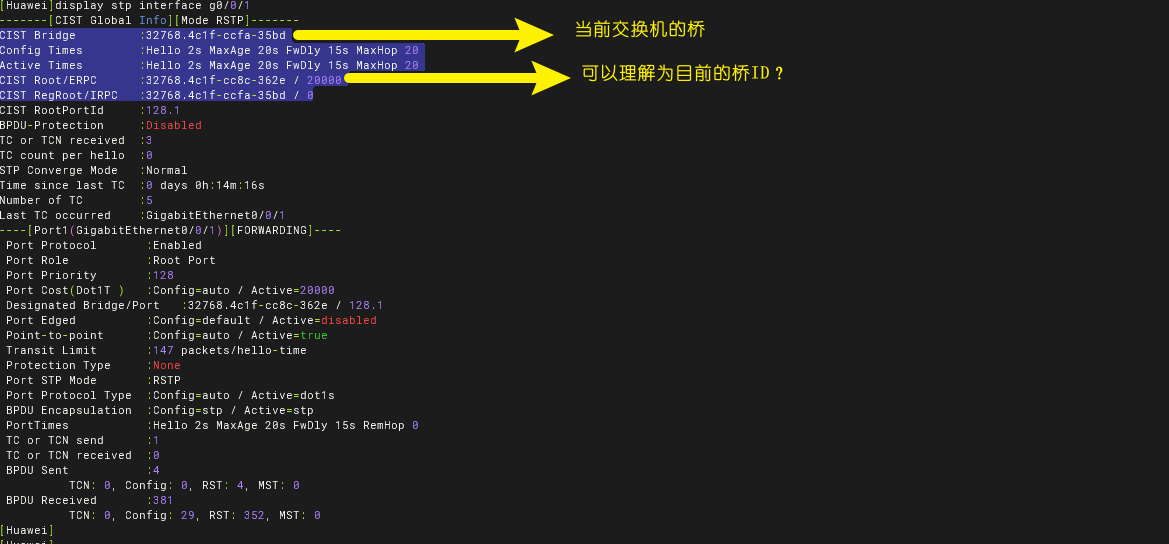 [Huawei]display stp interface g0/0/1
-------[CIST Global Info][Mode RSTP]-------
CIST Bridge         :32768.4c1f-ccfa-35bd
当前交换机的桥
Config Times        :Hello 2s MaxAge 20s FwDly 15s MaxHop 20
Active Times        :Hello 2s MaxAge 20s FwDly 15s MaxHop 20
CIST Root/ERPC      :32768.4c1f-cc8c-362e / 20000
可以理解为目前的桥ID？
CIST RegRoot/IRPC   :32768.4c1f-ccfa-35bd / 0
CIST RootPortId     :128.1
BPDU-Protection     :Disabled
TC or TCN received  :3
TC count per hello  :0
STP Converge Mode   :Normal
Time since last TC  :0 days 0h:14m:16s
Number of TC        :5
Last TC occurred    :GigabitEthernet0/0/1
----[Port1(GigabitEthernet0/0/1)][FORWARDING]----
Port Protocol       :Enabled
Port Role           :Root Port
Port Priority       :128
Port Cost(Dot1T )   :Config=auto / Active=20000
Designated Bridge/Port   :32768.4c1f-cc8c-362e / 128.1
Port Edged          :Config=default / Active=disabled
Point-to-point      :Config=auto / Active=true
Transit Limit       :147 packets/hello-time
Protection Type     :None
Port STP Mode       :RSTP
Port Protocol Type  :Config=auto / Active=dot1s
BPDU Encapsulation  :Config=stp / Active=stp
PortTimes           :Hello 2s MaxAge 20s FwDly 15s RemHop 0
TC or TCN send      :1
TC or TCN received  :0
BPDU Sent           :4
TCN: 0, Config: 0, RST: 4, MST: 0
BPDU Received       :381
TCN: 0, Config: 29, RST: 352, MST: 0
[Huawei]